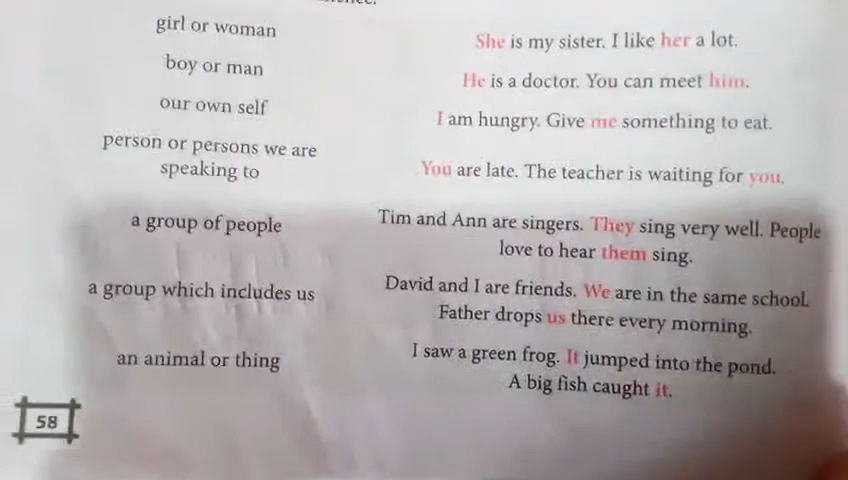 girl or woman
She is my sister. I like her a lot.
boy or man
He is a doctor. You can meet him.
our own self
I am hungry. Give me something to eat.
person or persons we are
speaking to
You are late. The teacher is waiting for you.
a group of people
Tim and Ann are singers. They sing very well. People
love to hear them sing.
a group which includes us
David and I are friends. We are in the same school.
Father drops us there every morning.
an animal or thing
I saw a green frog. It jumped into the pond.
A big fish caught it.
58